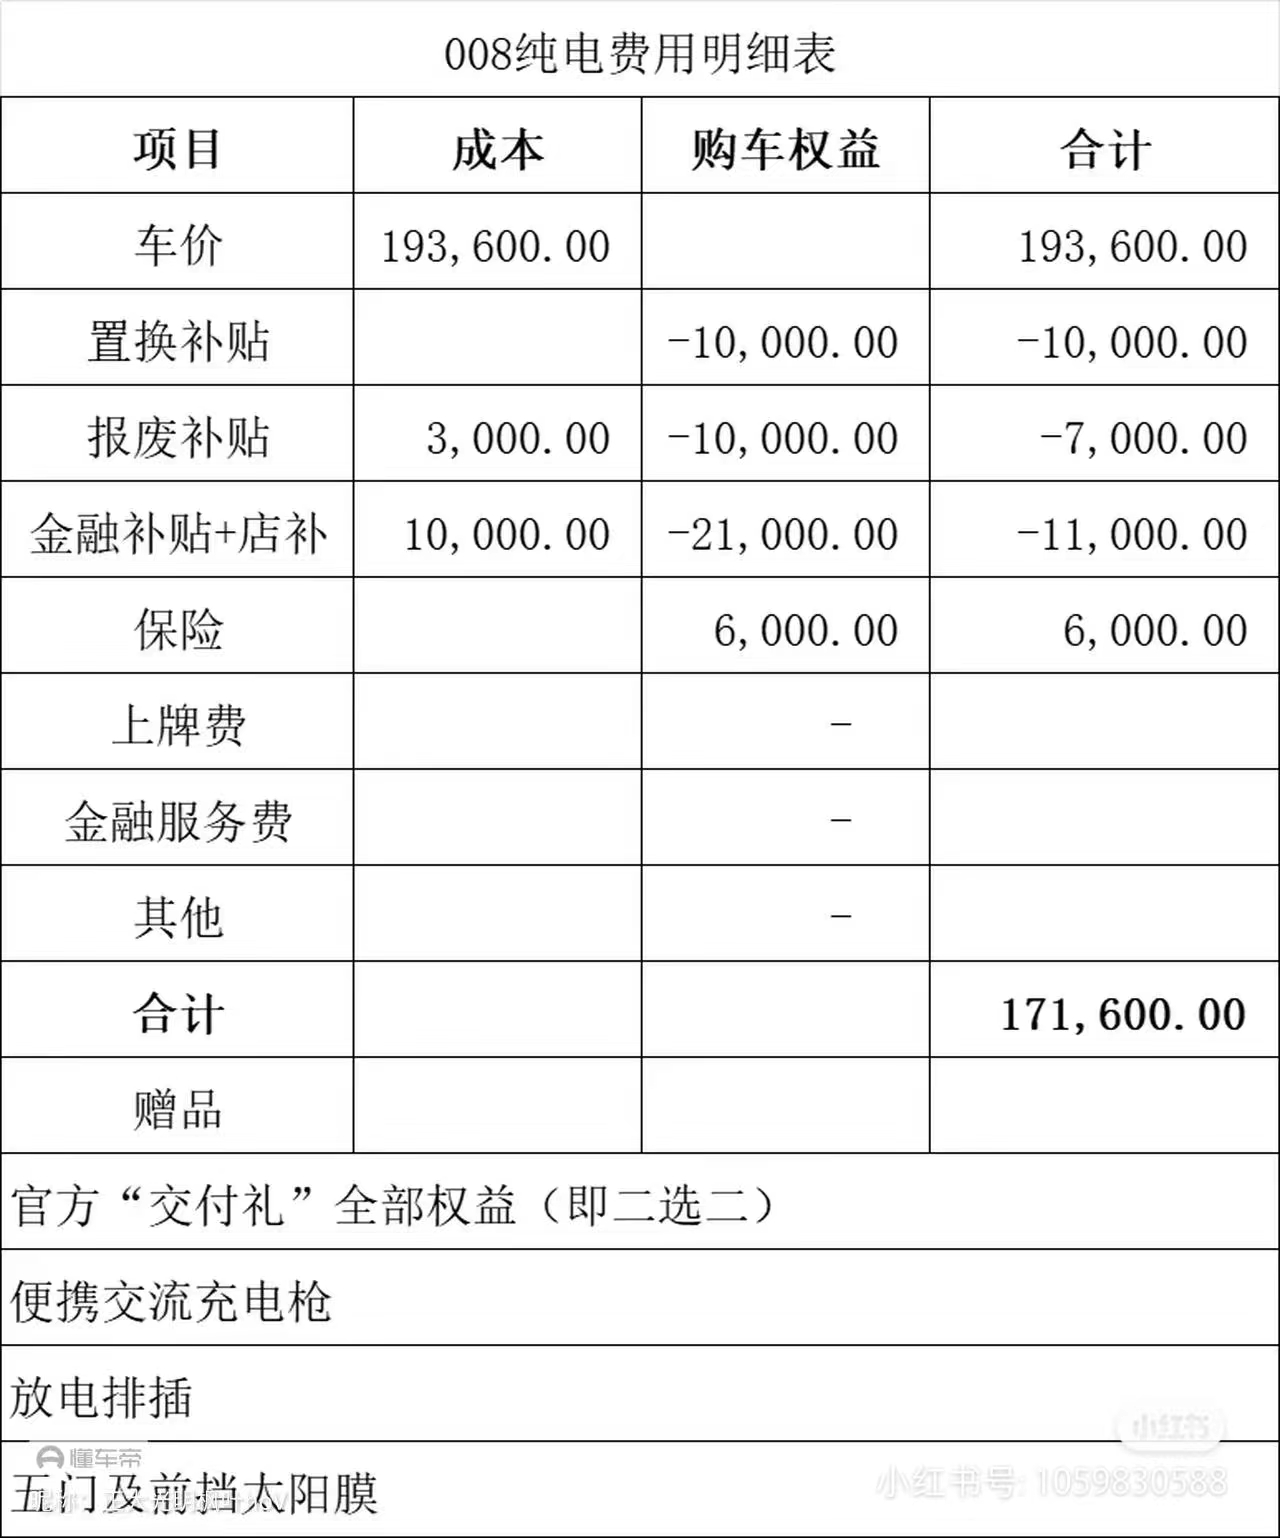 008纯电费用明细表
项目 成本 购车权益 合计
车价 193,600.00 193,600.00
置换补贴 -10,000.00 -10,000.00
报废补贴 3,000.00 -10,000.00 -7,000.00
金融补贴+店补 10,000.00 -21,000.00 -11,000.00
保险 6,000.00 6,000.00
上牌费 -
金融服务费 -
其他 -
合计 171,600.00
赠品
官方“交付礼”全部权益（即二选二）
便携交流充电枪
放电排插
小红书
懂车帝
五门及前挡太阳膜
小红书号: 1059830588